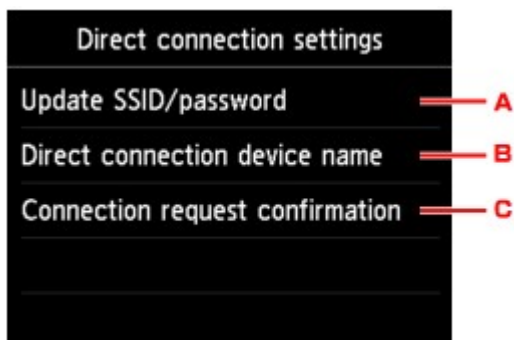 Direct connection settings
Update SSID/password A
Direct connection device name B
Connection request confirmation C